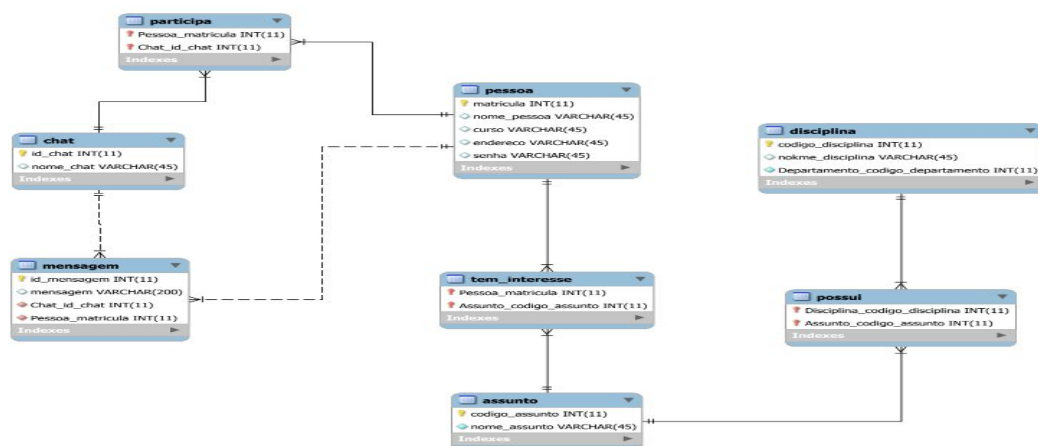 participa
Pessoa_matricula INT(11)
Chat_id_chat INT(11)
Indexes
pessoa
matricula INT(11)
nome_pessoa VARCHAR(45)
curso VARCHAR(45)
endereco VARCHAR(45)
senha VARCHAR(45)
Indexes
chat
id_chat INT(11)
nome_chat VARCHAR(45)
Indexes
disciplina
codigo_disciplina INT(11)
nokme_disciplina VARCHAR(45)
Departamento_codigo_departamento INT(11)
Indexes
mensagem
id_mensagem INT(11)
mensagem VARCHAR(200)
Chat_id_chat INT(11)
Pessoa_matricula INT(11)
Indexes
tem_interesse
Pessoa_matricula INT(11)
Assunto_codigo_assunto INT(11)
Indexes
possui
Disciplina_codigo_disciplina INT(11)
Assunto_codigo_assunto INT(11)
Indexes
assunto
codigo_assunto INT(11)
nome_assunto VARCHAR(45)
Indexes